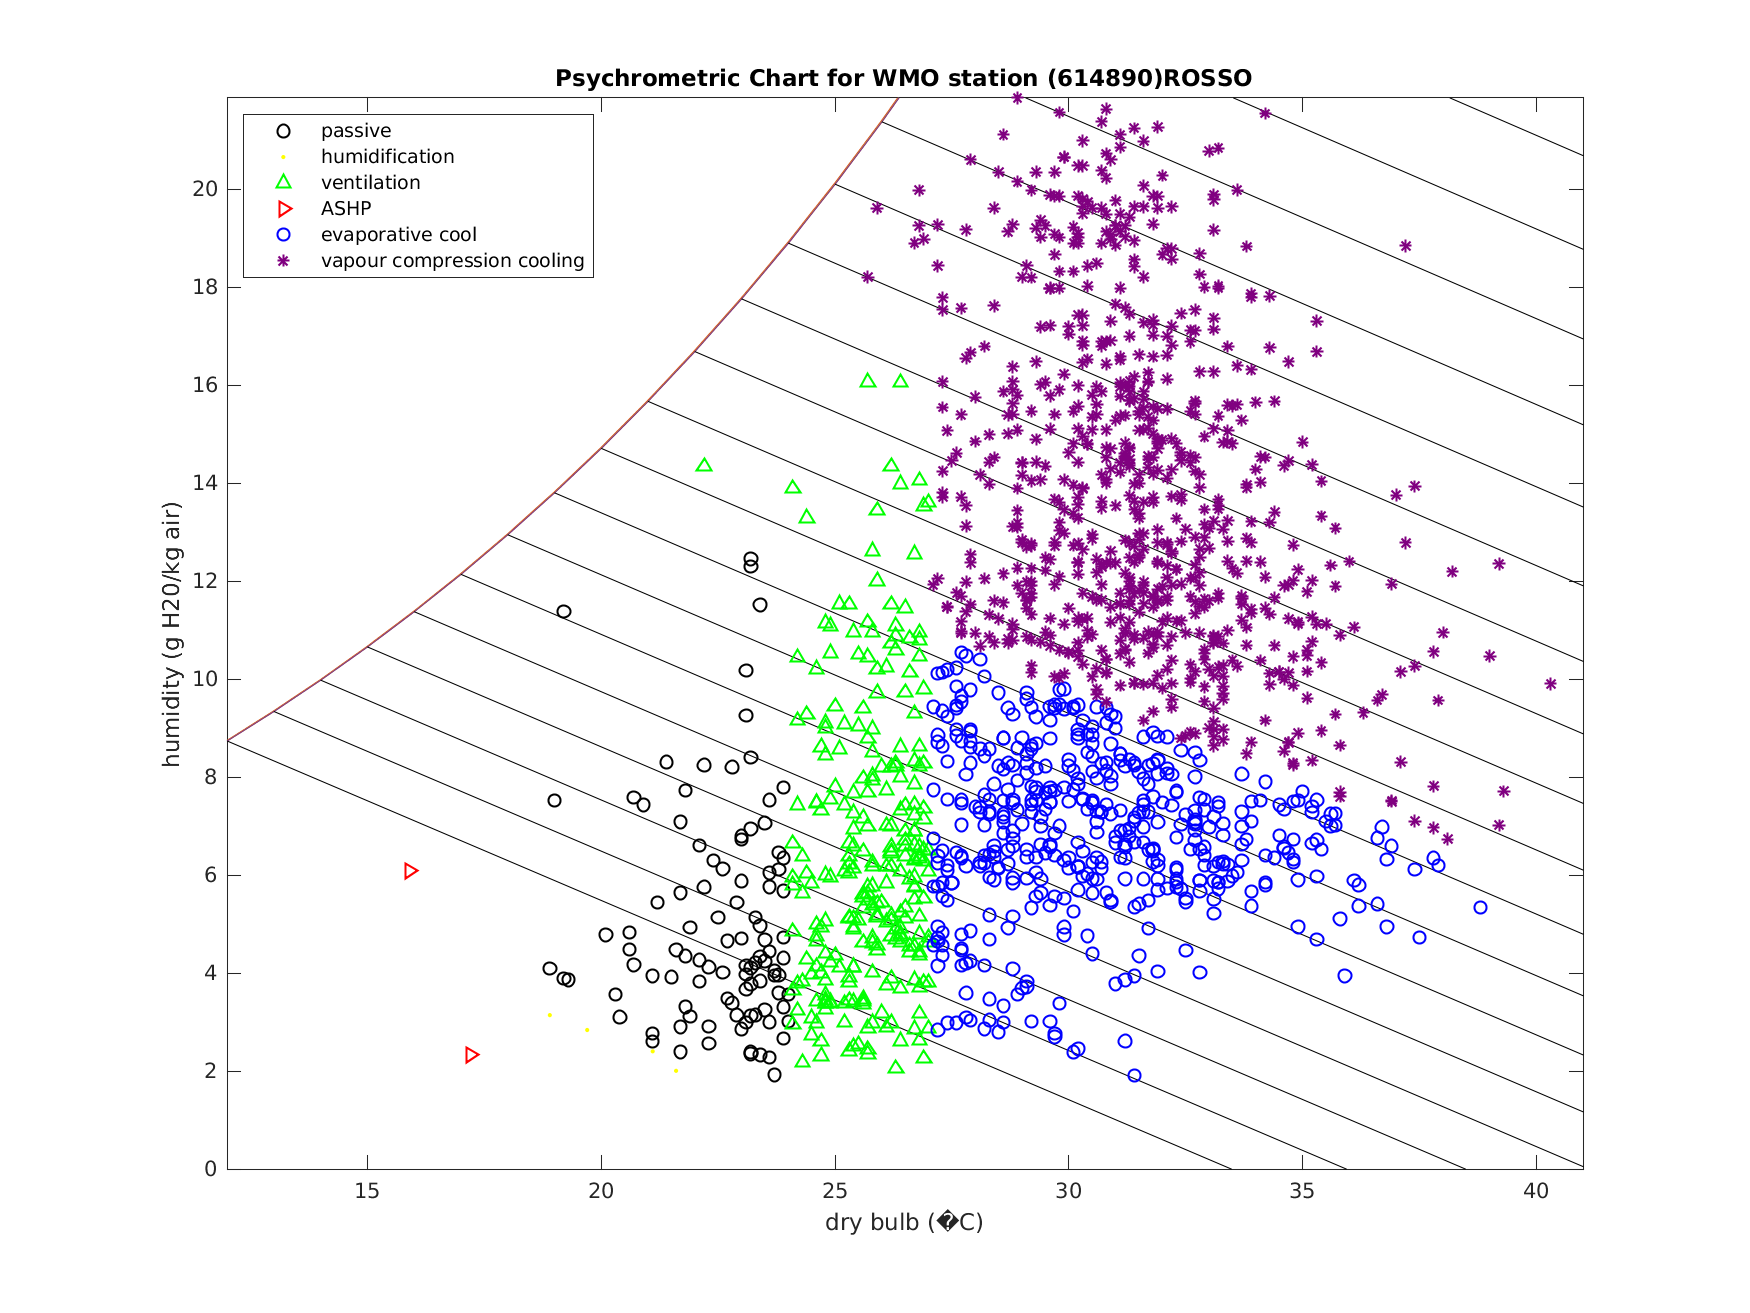 Psychrometric Chart for WMO station (614890)ROSSO
passive
humidification
ventilation
ASHP
evaporative cool
vapour compression cooling
humidity (g H20/kg air)
20
18
16
14
12
10
8
6
4
2
0
15 20 25 30 35 40
dry bulb (�C)